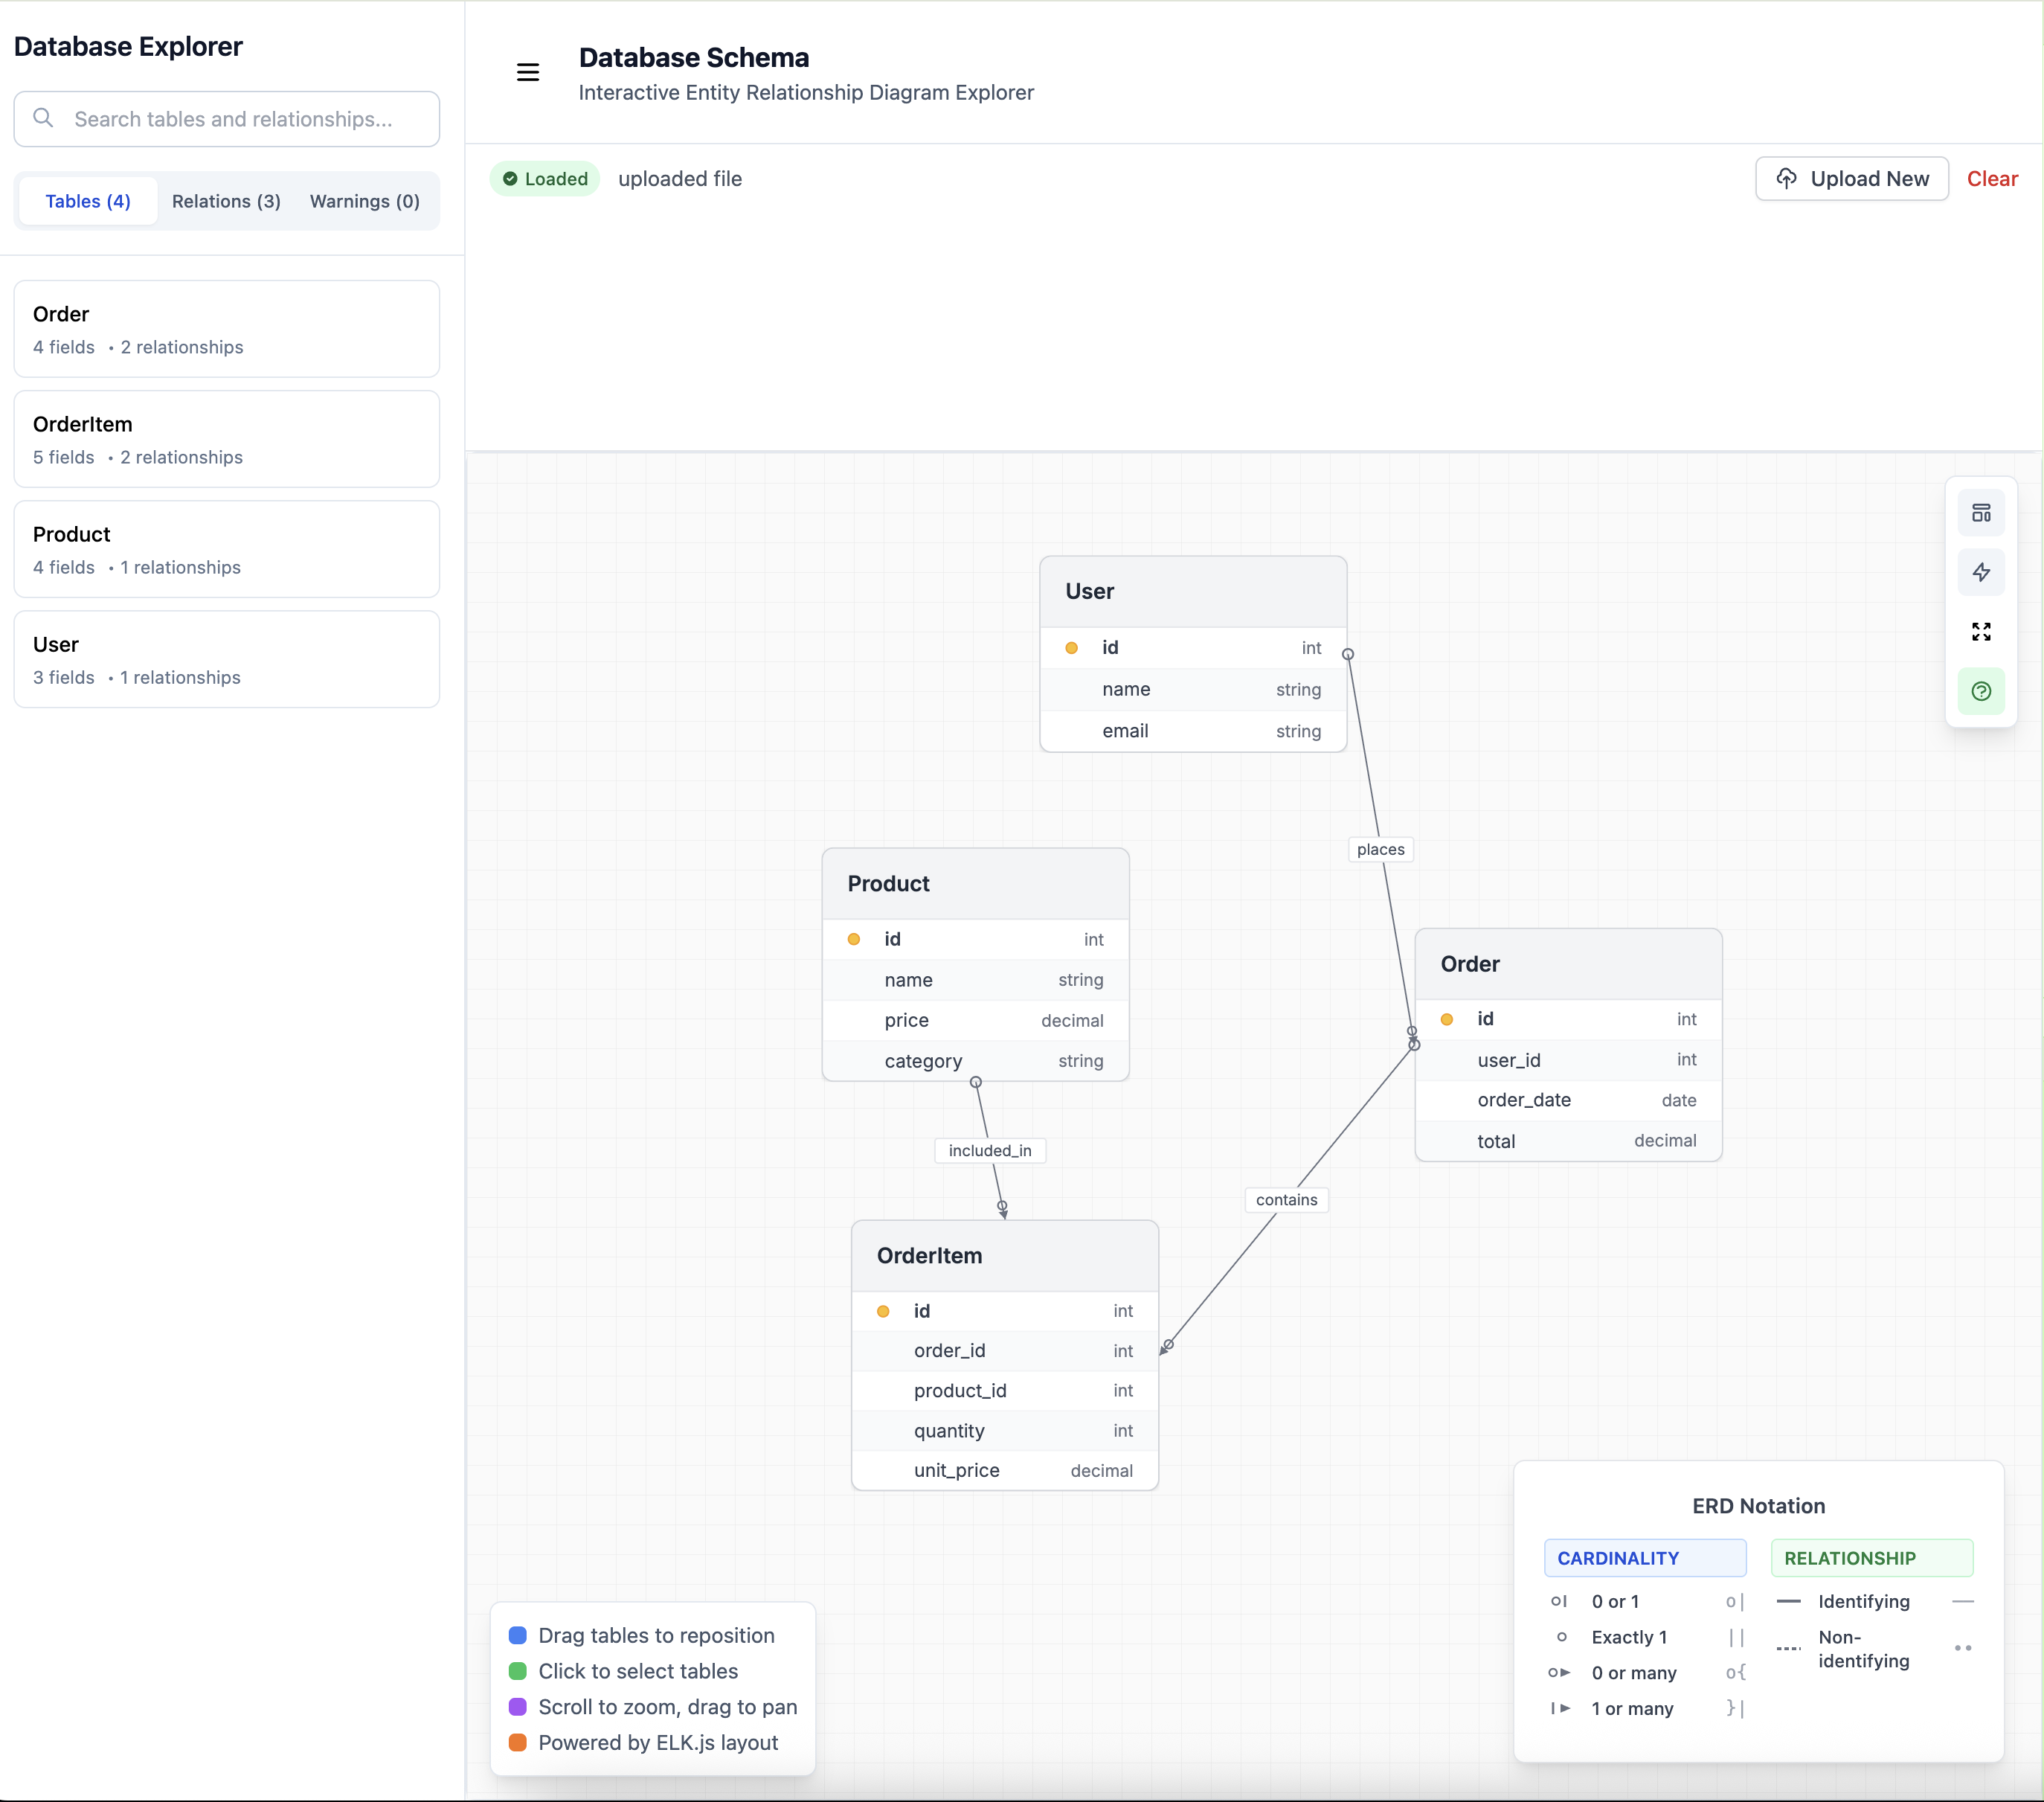 Database Explorer
Search tables and relationships...
Tables (4) Relations (3) Warnings (0)
Order
4 fields • 2 relationships
OrderItem
5 fields • 2 relationships
Product
4 fields • 1 relationships
User
3 fields • 1 relationships
Database Schema
Interactive Entity Relationship Diagram Explorer
Loaded uploaded file Upload New Clear
User
id int
name string
email string
places
Product
id int
name string
price decimal
category string
Order
id int
user_id int
order_date date
total decimal
included_in
contains
OrderItem
id int
order_id int
product_id int
quantity int
unit_price decimal
Drag tables to reposition
Click to select tables
Scroll to zoom, drag to pan
Powered by ELK.js layout
ERD Notation
CARDINALITY
0 or 1 o|
Exactly 1 ||
0 or many o{
1 or many }|
RELATIONSHIP
Identifying —
Non-
identifying ••